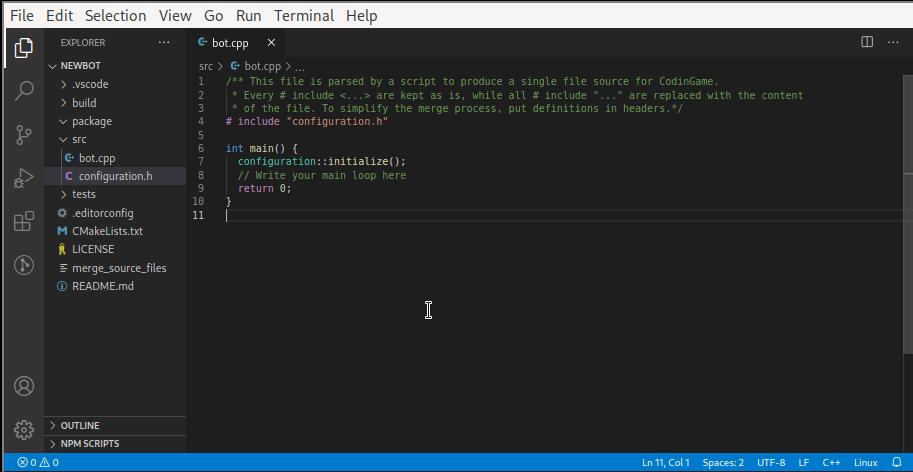 File Edit Selection View Go Run Terminal Help
EXPLORER ···
bot.cpp ×
NEWBOT
.vscode
build
package
src
bot.cpp
configuration.h
tests
.editorconfig
CMakeLists.txt
LICENSE
merge_source_files
README.md
OUTLINE
NPM SCRIPTS
src > bot.cpp > ...
1 /** This file is parsed by a script to produce a single file source for CodinGame.
2 * Every # include <...> are kept as is, while all # include "..." are replaced with the content
3 * of the file. To simplify the merge process, put definitions in headers.*/
4 # include "configuration.h"
5
6 int main() {
7 configuration::initialize();
8 // Write your main loop here
9 return 0;
10 }
11
0 0 Ln 11, Col 1 Spaces: 2 UTF-8 LF C++ Linux